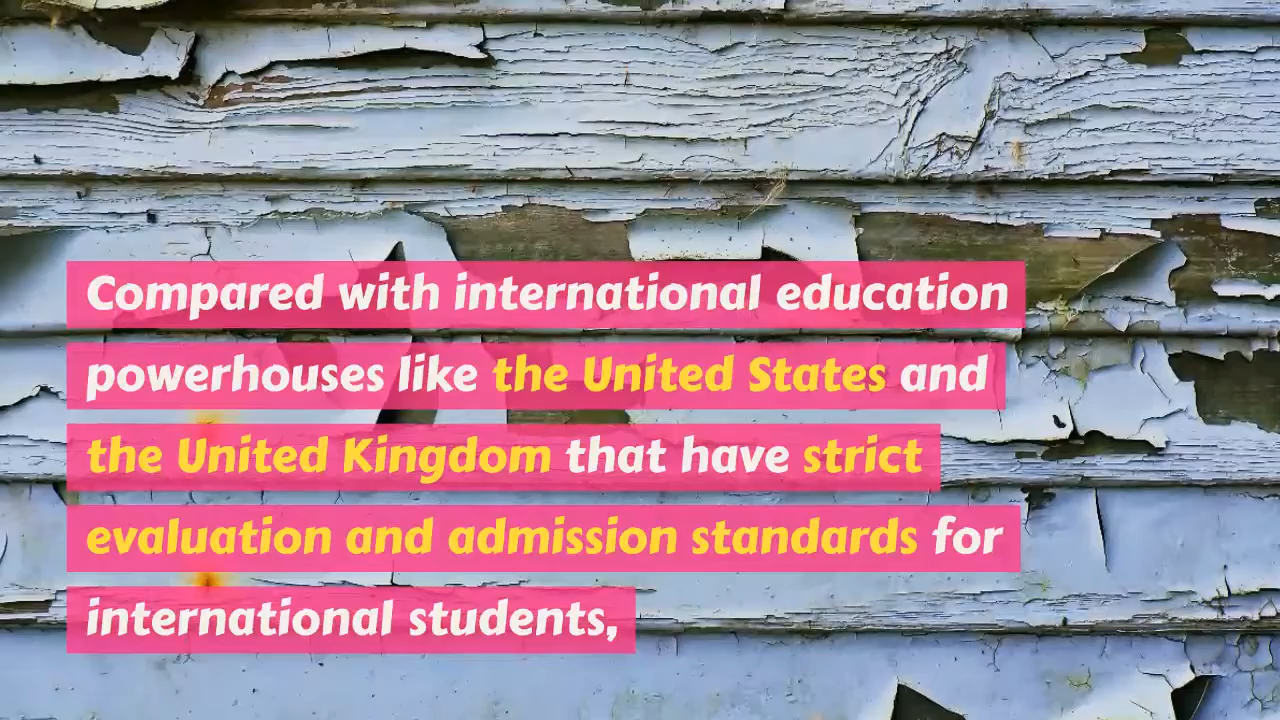 Compared with international education
powerhouses like the United States and
the United Kingdom that have strict
evaluation and admission standards for
international students,